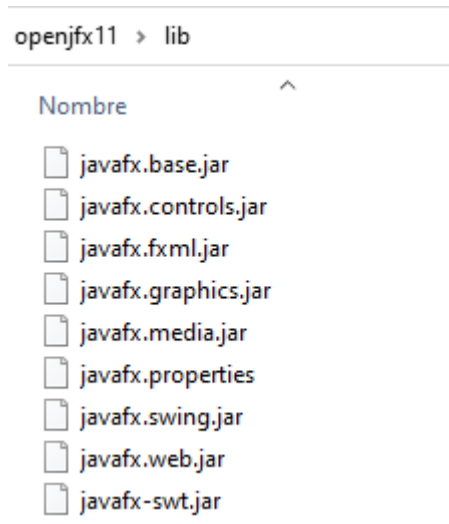 openjfx11 > lib
Nombre
javafx.base.jar
javafx.controls.jar
javafx.fxml.jar
javafx.graphics.jar
javafx.media.jar
javafx.properties
javafx.swing.jar
javafx.web.jar
javafx-swt.jar